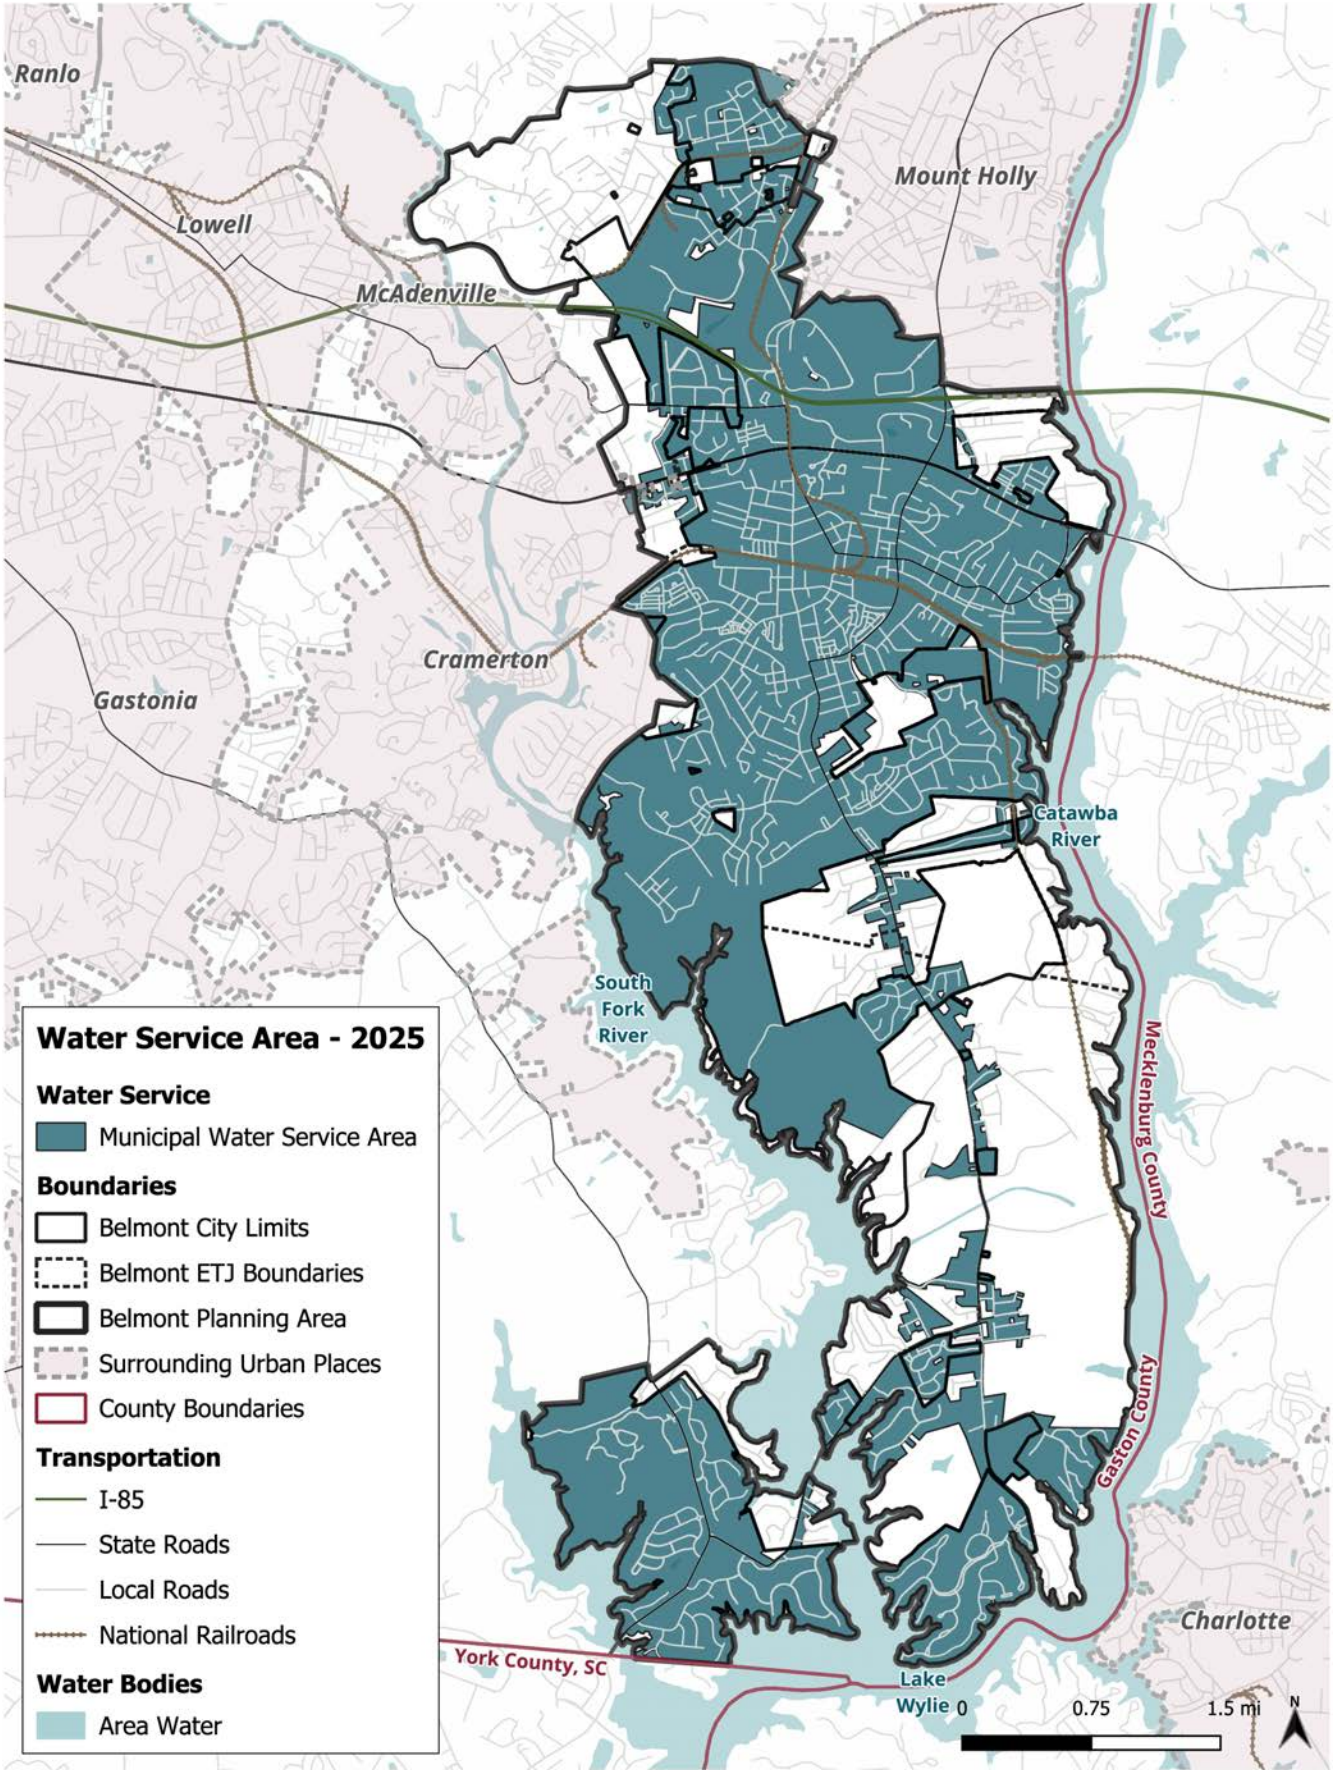 Ranlo
Mount Holly
Lowell
McAdenville
Cramerton
Gastonia
Catawba
River
South
Fork
River
Water Service Area - 2025
Water Service
Municipal Water Service Area
Boundaries
Belmont City Limits
Belmont ETJ Boundaries
Belmont Planning Area
Surrounding Urban Places
County Boundaries
Transportation
I-85
State Roads
Local Roads
National Railroads
Water Bodies
Area Water
Mecklenburg County
Gaston County
Charlotte
York County, SC
Lake
Wylie
0 0.75 1.5 mi
N